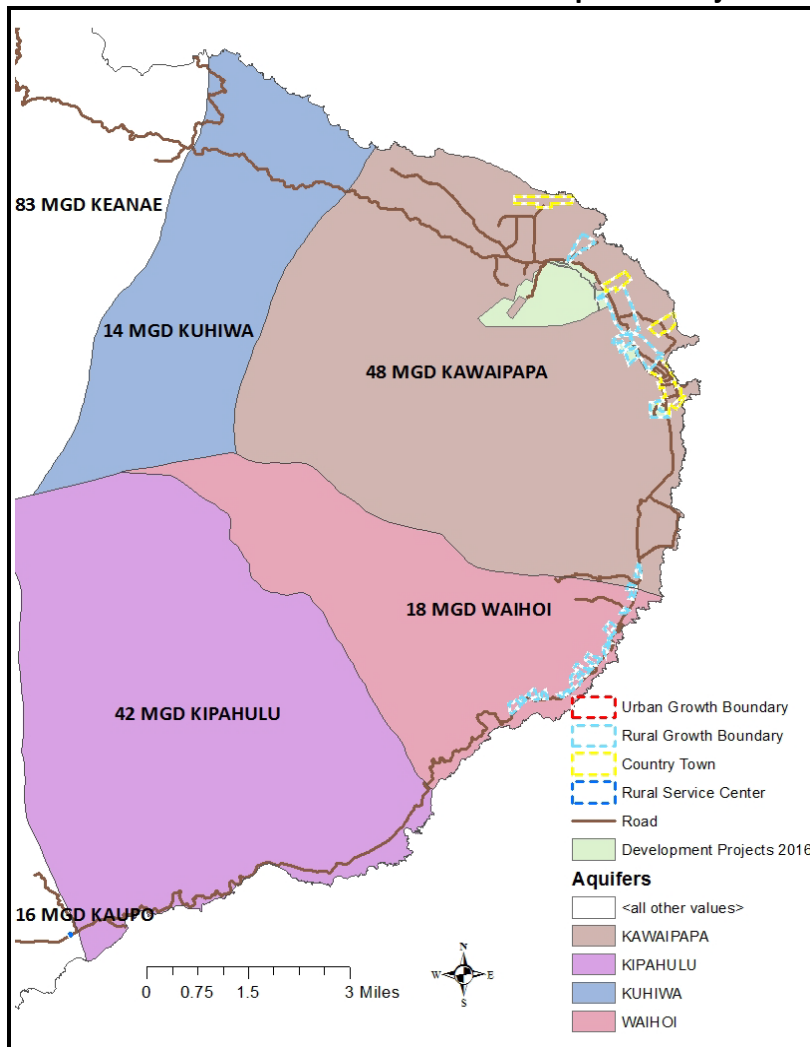 83 MGD KEANAE
14 MGD KUHIWA
48 MGD KAWAIPAPA
18 MGD WAIHOI
42 MGD KIPAHULU
16 MGD KAUPO
Urban Growth Boundary
Rural Growth Boundary
Country Town
Rural Service Center
Road
Development Projects 2016
Aquifers
<all other values>
KAWAIPAPA
KIPAHULU
KUHIWA
WAIHOI
N
W E
S
0 0.75 1.5 3 Miles